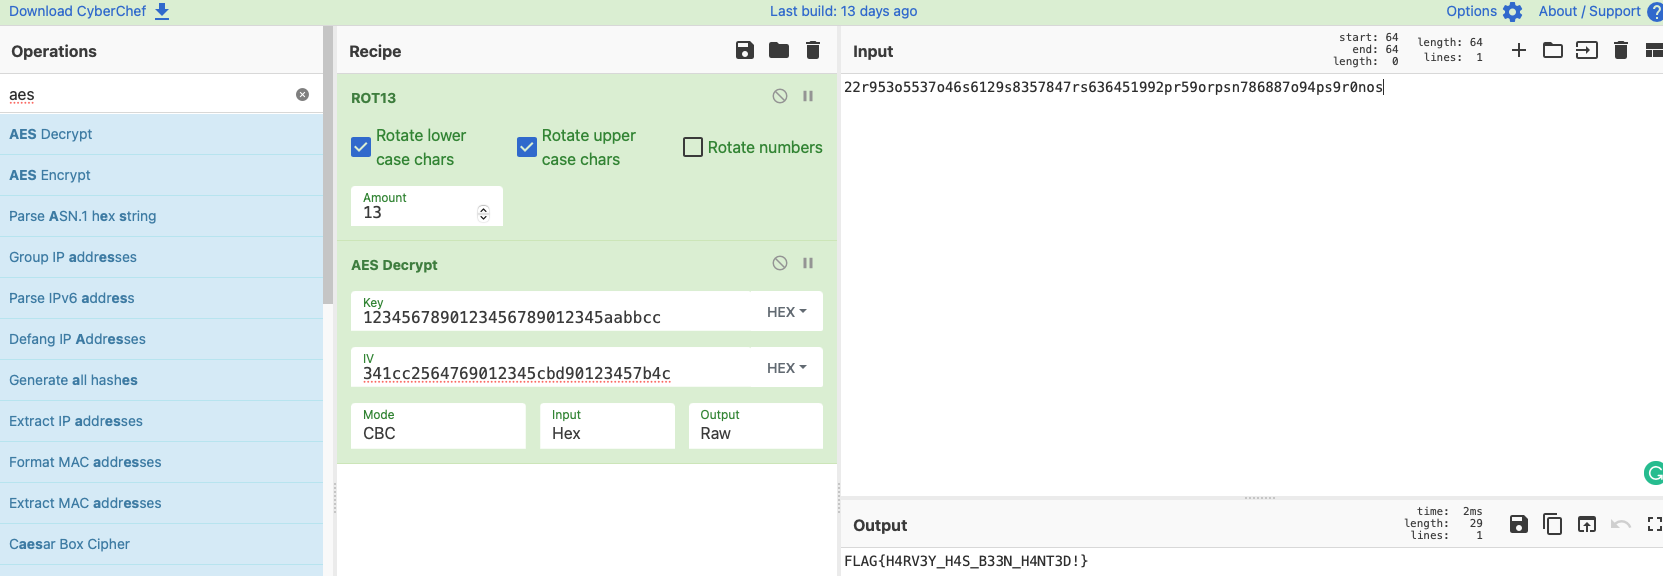 Download CyberChef
Last build: 13 days ago
Options
About / Support
Operations
aes
AES Decrypt
AES Encrypt
Parse ASN.1 hex string
Group IP addresses
Parse IPv6 address
Defang IP Addresses
Generate all hashes
Extract IP addresses
Format MAC addresses
Extract MAC addresses
Caesar Box Cipher
Recipe
ROT13
Rotate lower
case chars
Rotate upper
case chars
Rotate numbers
Amount
13
AES Decrypt
Key
1234567890123456789012345aabbcc
HEX
IV
341cc2564769012345cbd90123457b4c
HEX
Mode
CBC
Input
Hex
Output
Raw
Input
start: 64
end: 64
length: 0
length: 64
lines: 1
22r953o5537o46s6129s8357847rs636451992pr59orpsn786887o94ps9r0nos
Output
time: 2ms
length: 29
lines: 1
FLAG{H4RV3Y_H4S_B33N_H4NT3D!}